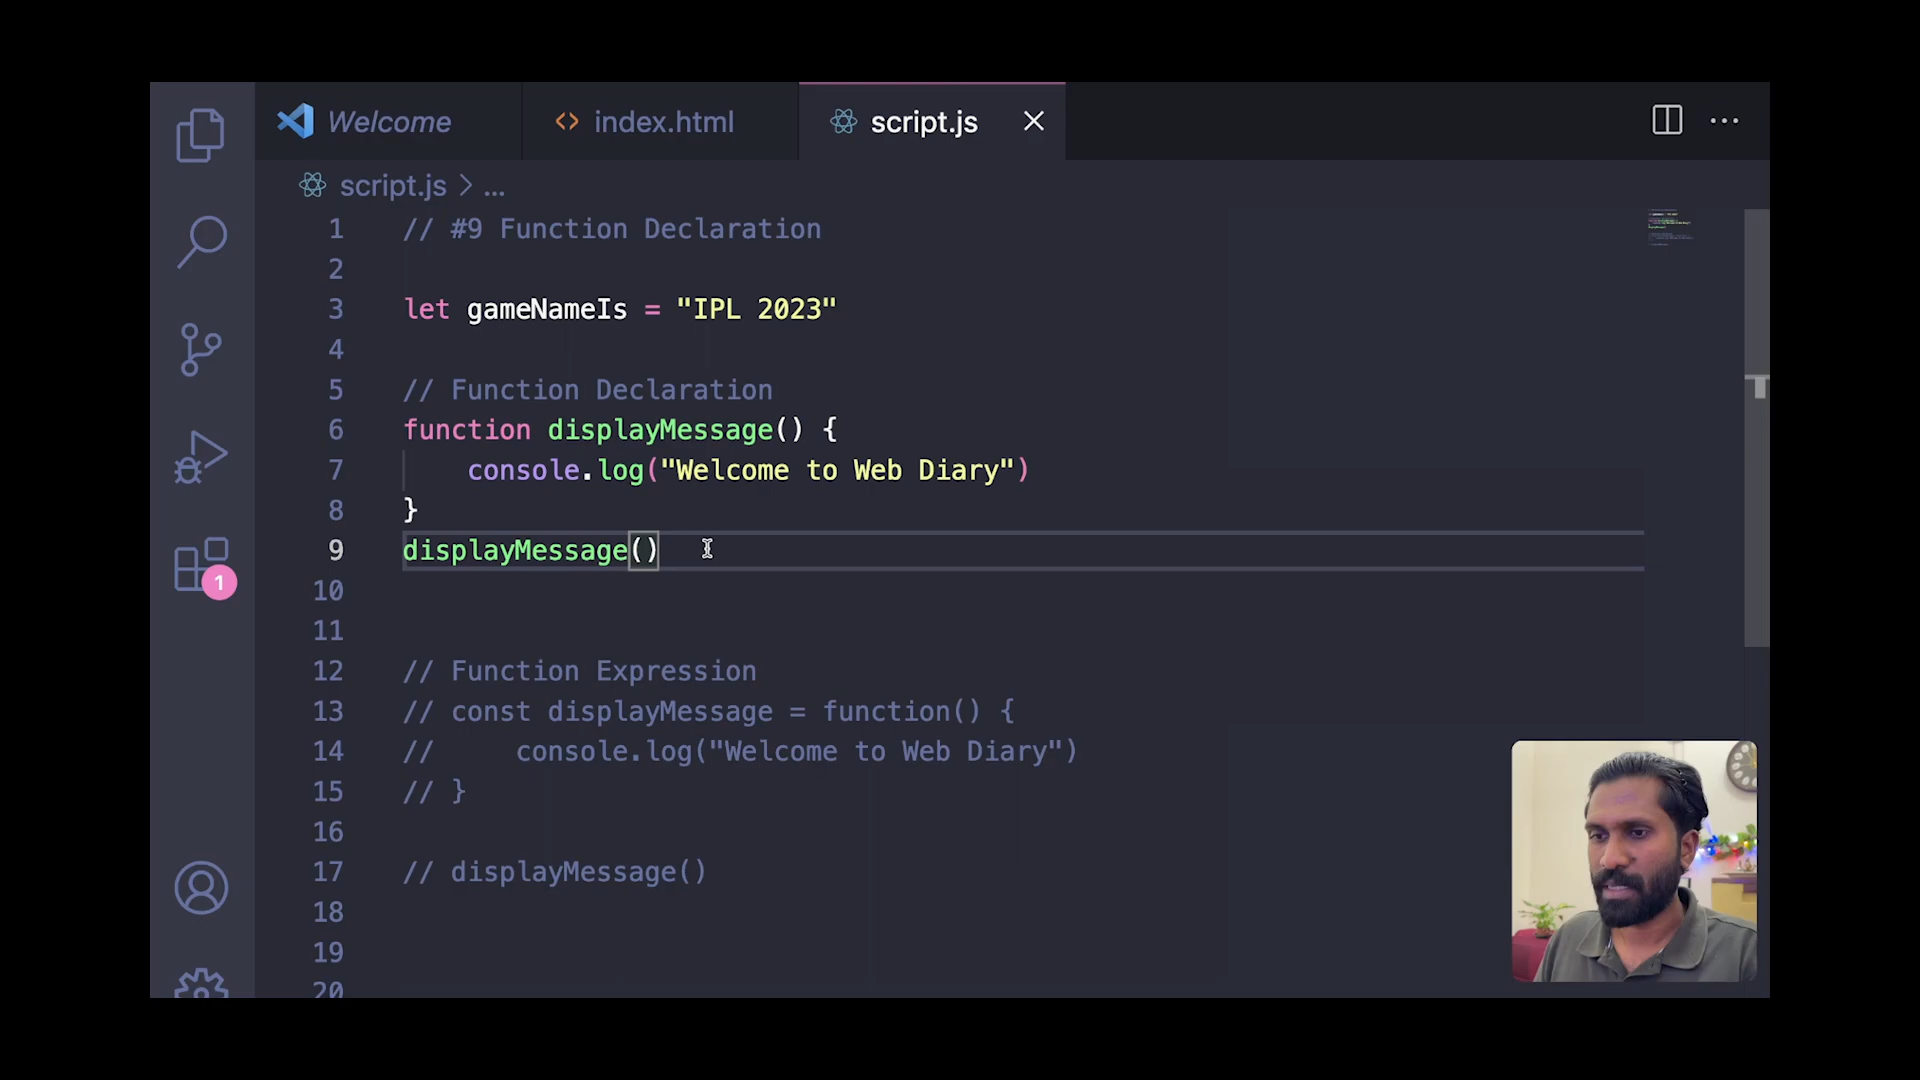 Welcome
<> index.html
script.js
script.js > ...
1 // #9 Function Declaration
2
3 let gameNameIs = "IPL 2023"
4
5 // Function Declaration
6 function displayMessage() {
7 console.log("Welcome to Web Diary")
8 }
9 displayMessage()
10
11
12 // Function Expression
13 // const displayMessage = function() {
14 // console.log("Welcome to Web Diary")
15 // }
16
17 // displayMessage()
18
19
20
1